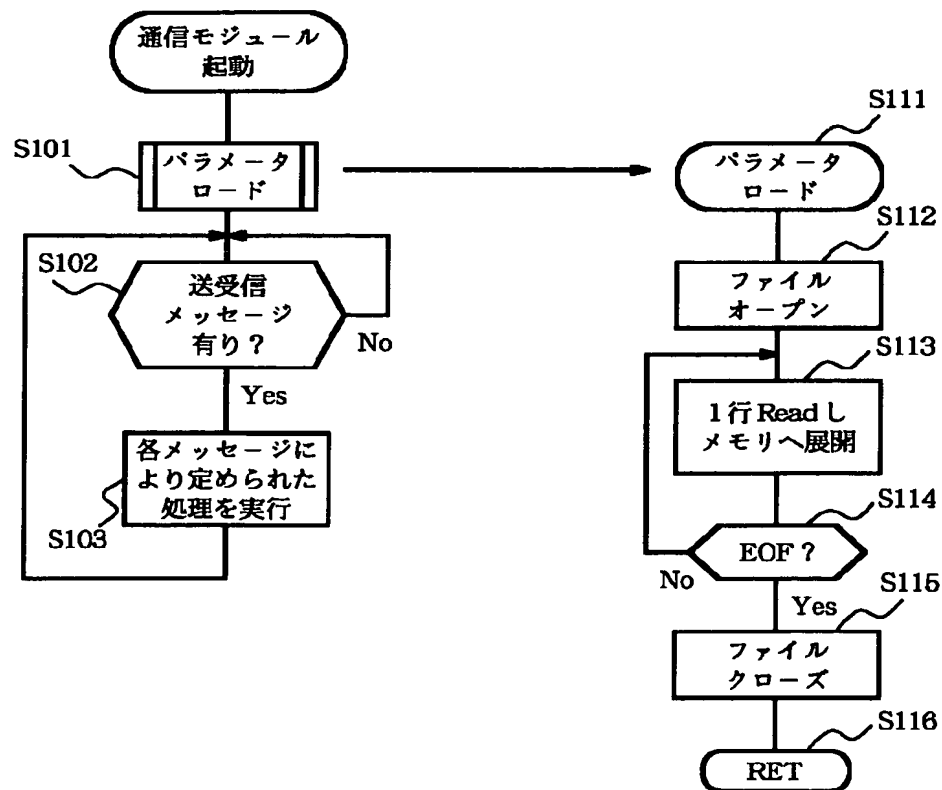 通信モジュール
起動
S101
パラメータ
ロード
S102
送受信
メッセージ
有り？
No
Yes
各メッセージに
より定められた
処理を実行
S103
S111
パラメータ
ロード
S112
ファイル
オープン
S113
1行Readし
メモリへ展開
S114
EOF？
No
Yes
S115
ファイル
クローズ
S116
RET